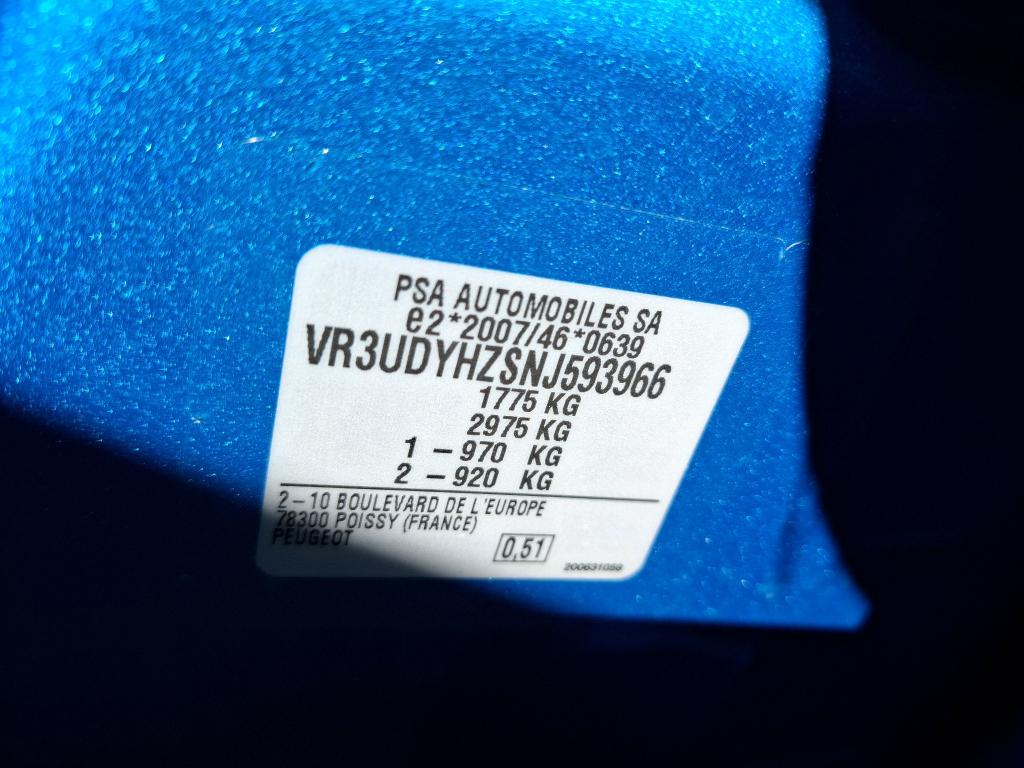 PSA AUTOMOBILES SA
e2*2007/46*0639
VR3UDYHZSNJ593966
1775 KG
2975 KG
1 – 970 KG
2 – 920 KG
2–10 BOULEVARD DE L'EUROPE
78300 POISSY (FRANCE)
PEUGEOT
0,51
200631059